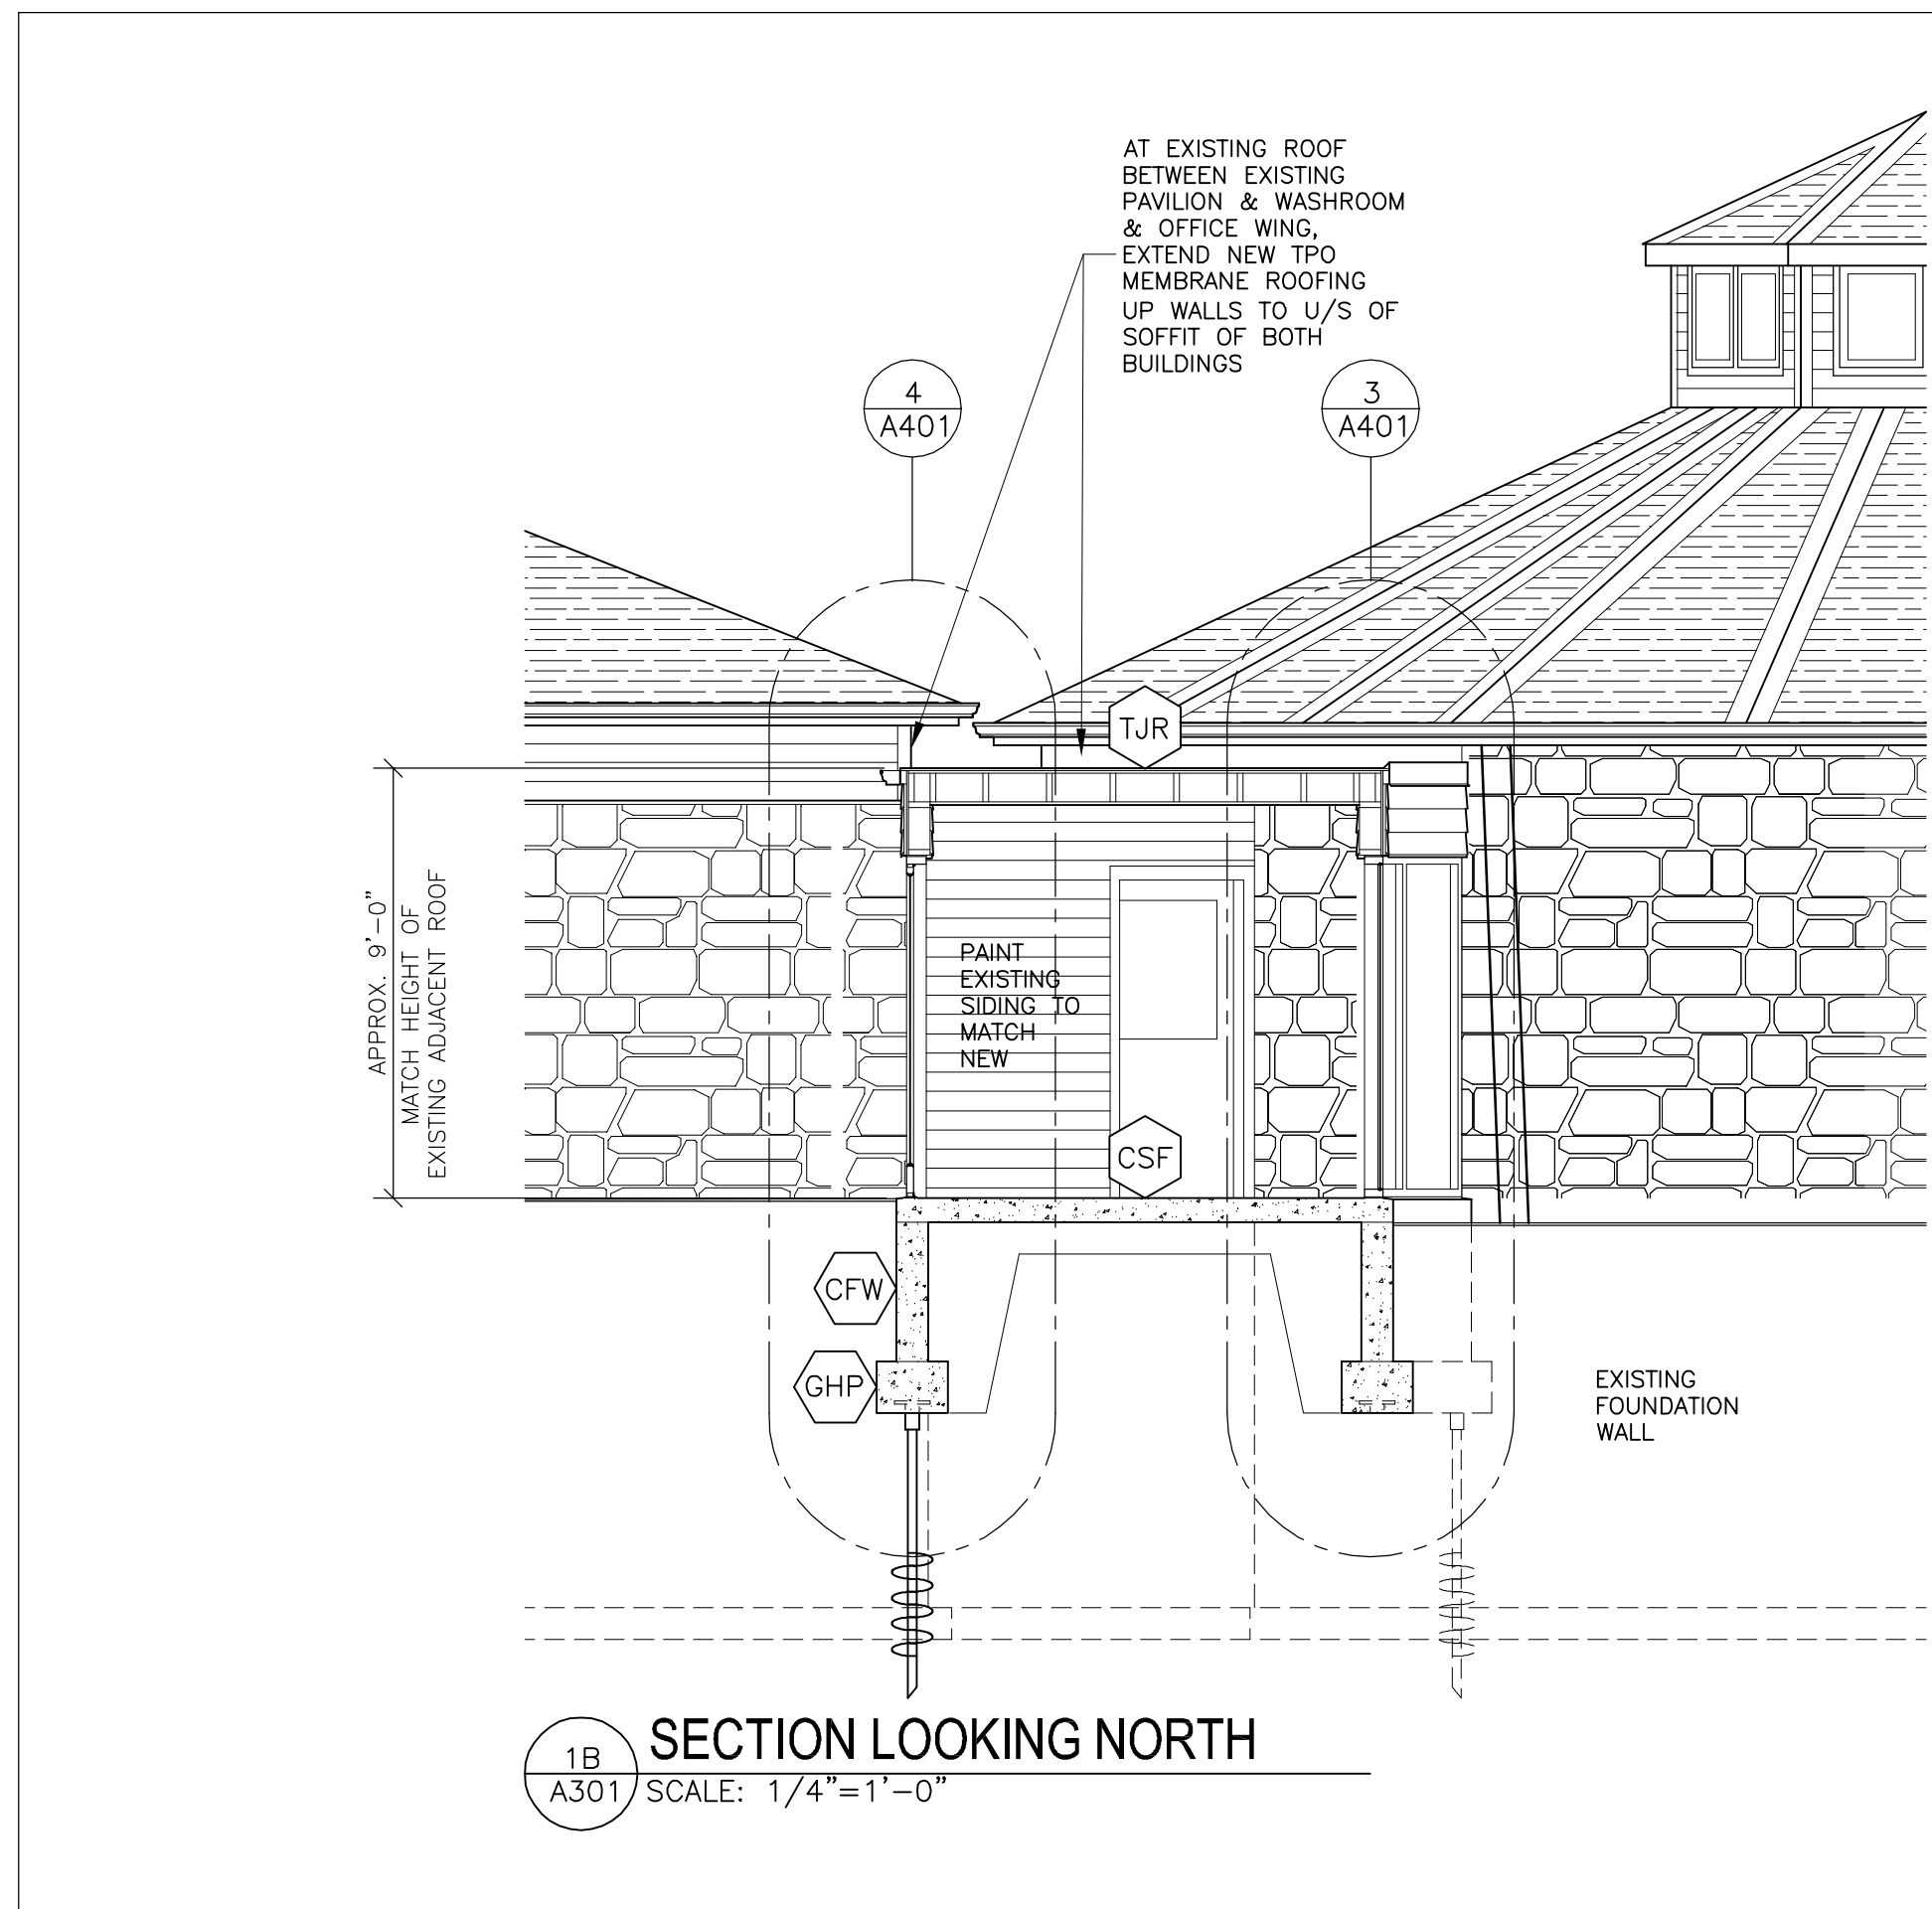 AT EXISTING ROOF
BETWEEN EXISTING
PAVILION & WASHROOM
& OFFICE WING,
EXTEND NEW TPO
MEMBRANE ROOFING
UP WALLS TO U/S OF
SOFFIT OF BOTH
BUILDINGS
4
A401
3
A401
TJR
APPROX. 9'-0"
MATCH HEIGHT OF
EXISTING ADJACENT ROOF
PAINT
EXISTING
SIDING TO
MATCH
NEW
CSF
CFW
GHP
EXISTING
FOUNDATION
WALL
1B
A301
SECTION LOOKING NORTH
SCALE: 1/4"=1'-0"